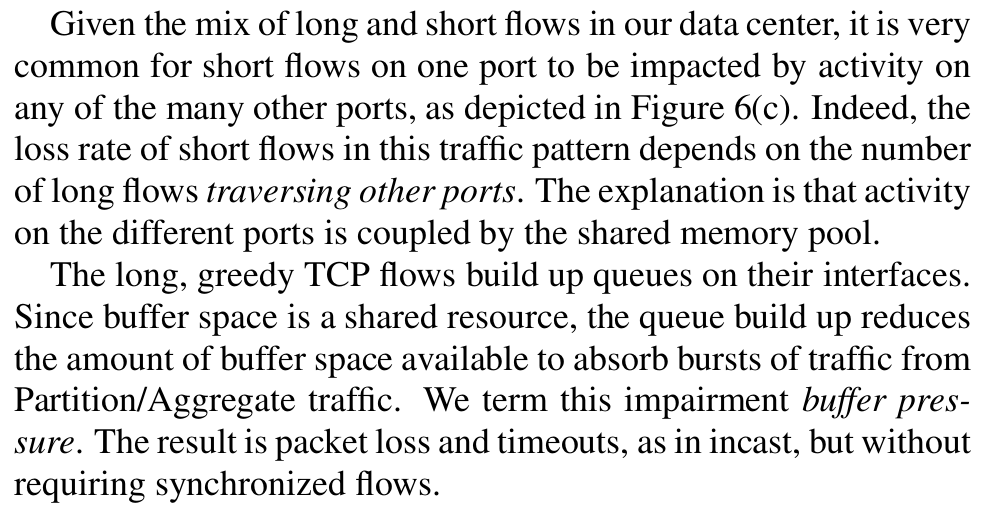 Given the mix of long and short flows in our data center, it is very
common for short flows on one port to be impacted by activity on
any of the many other ports, as depicted in Figure 6(c). Indeed, the
loss rate of short flows in this traffic pattern depends on the number
of long flows traversing other ports. The explanation is that activity
on the different ports is coupled by the shared memory pool.
The long, greedy TCP flows build up queues on their interfaces.
Since buffer space is a shared resource, the queue build up reduces
the amount of buffer space available to absorb bursts of traffic from
Partition/Aggregate traffic. We term this impairment buffer pres-
sure. The result is packet loss and timeouts, as in incast, but without
requiring synchronized flows.